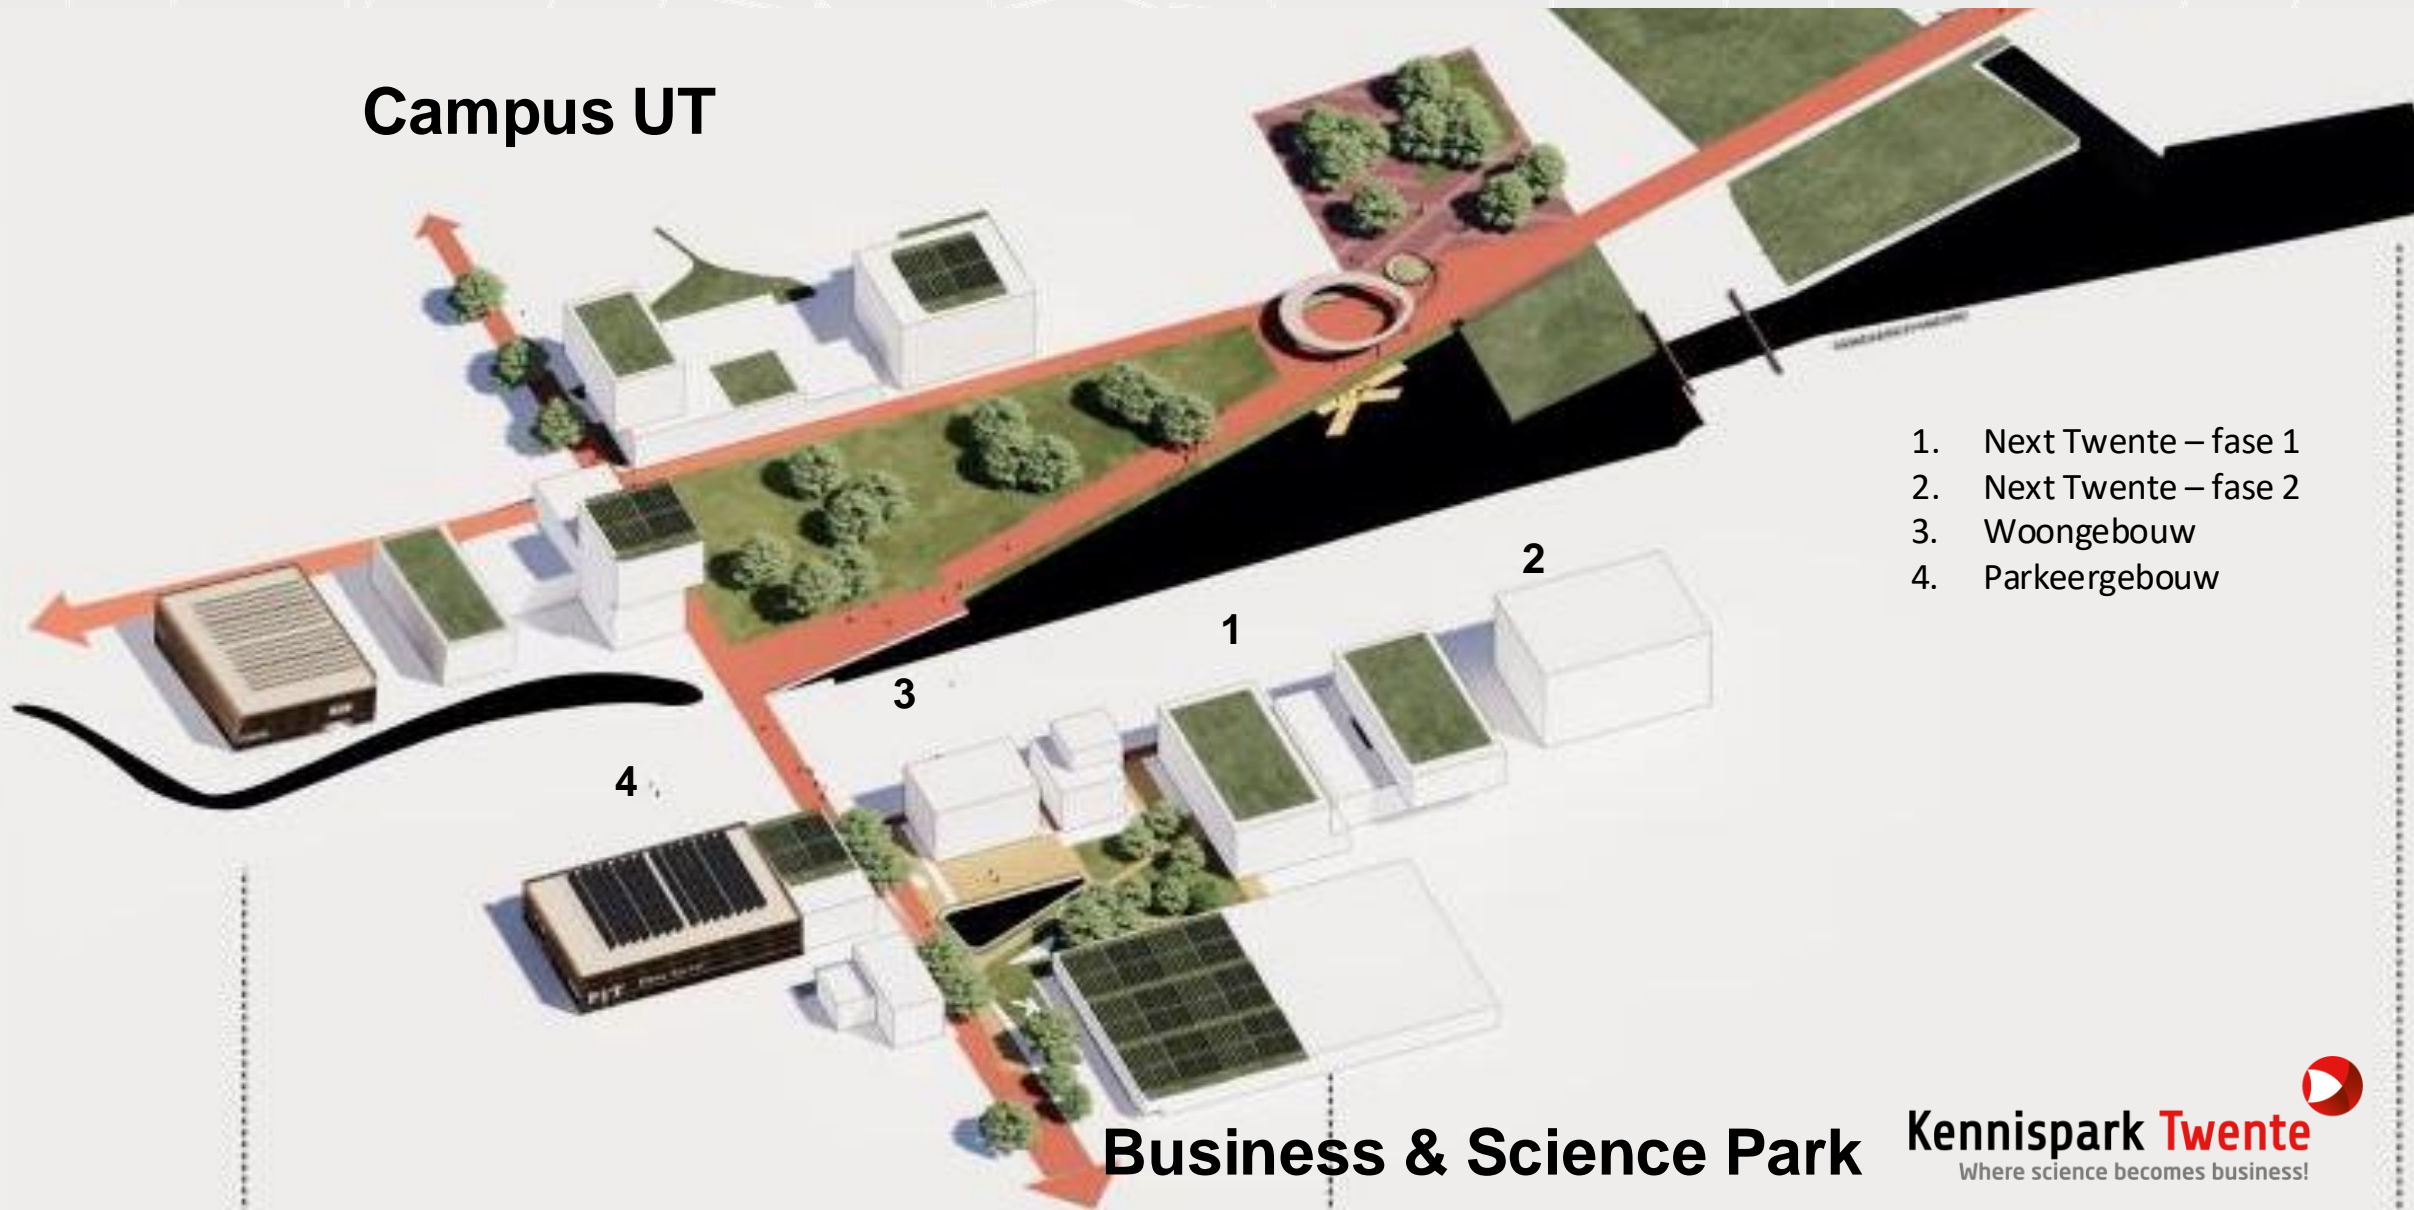 Campus UT
1. Next Twente – fase 1
2. Next Twente – fase 2
3. Woongebouw
4. Parkeergebouw
2
1
3
4
Business & Science Park
Kennispark Twente
Where science becomes business!